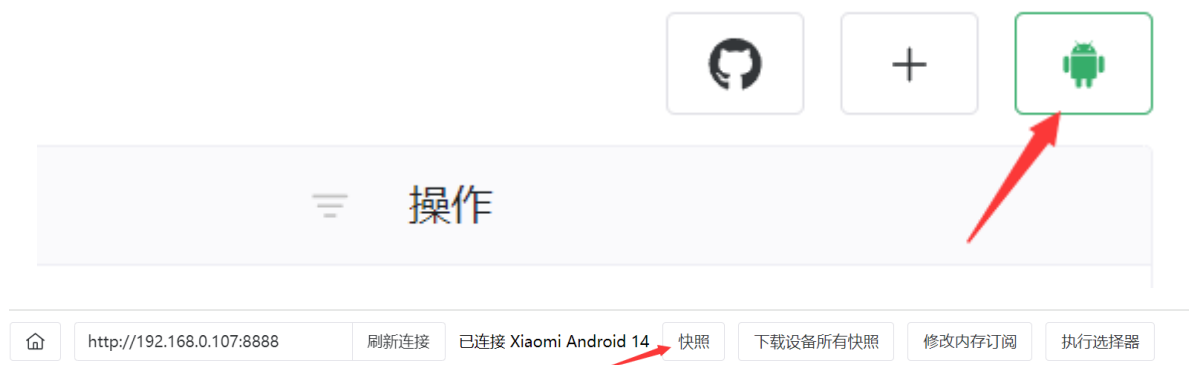 操作
http://192.168.0.107:8888 刷新连接 已连接 Xiaomi Android 14 快照 下载设备所有快照 修改内存订阅 执行选择器